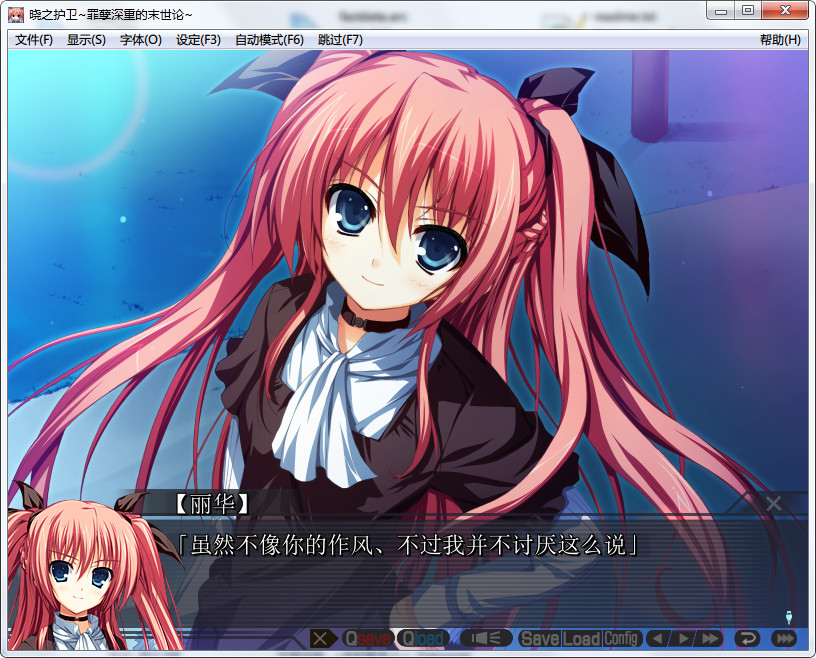 晓之护卫~罪孽深重的末世论~
文件(F) 显示(S) 字体(O) 设定(F3) 自动模式(F6) 跳过(F7) 帮助(H)
【丽华】
「虽然不像你的作风、不过我并不讨厌这么说」
Qsave Qload Save Load Config